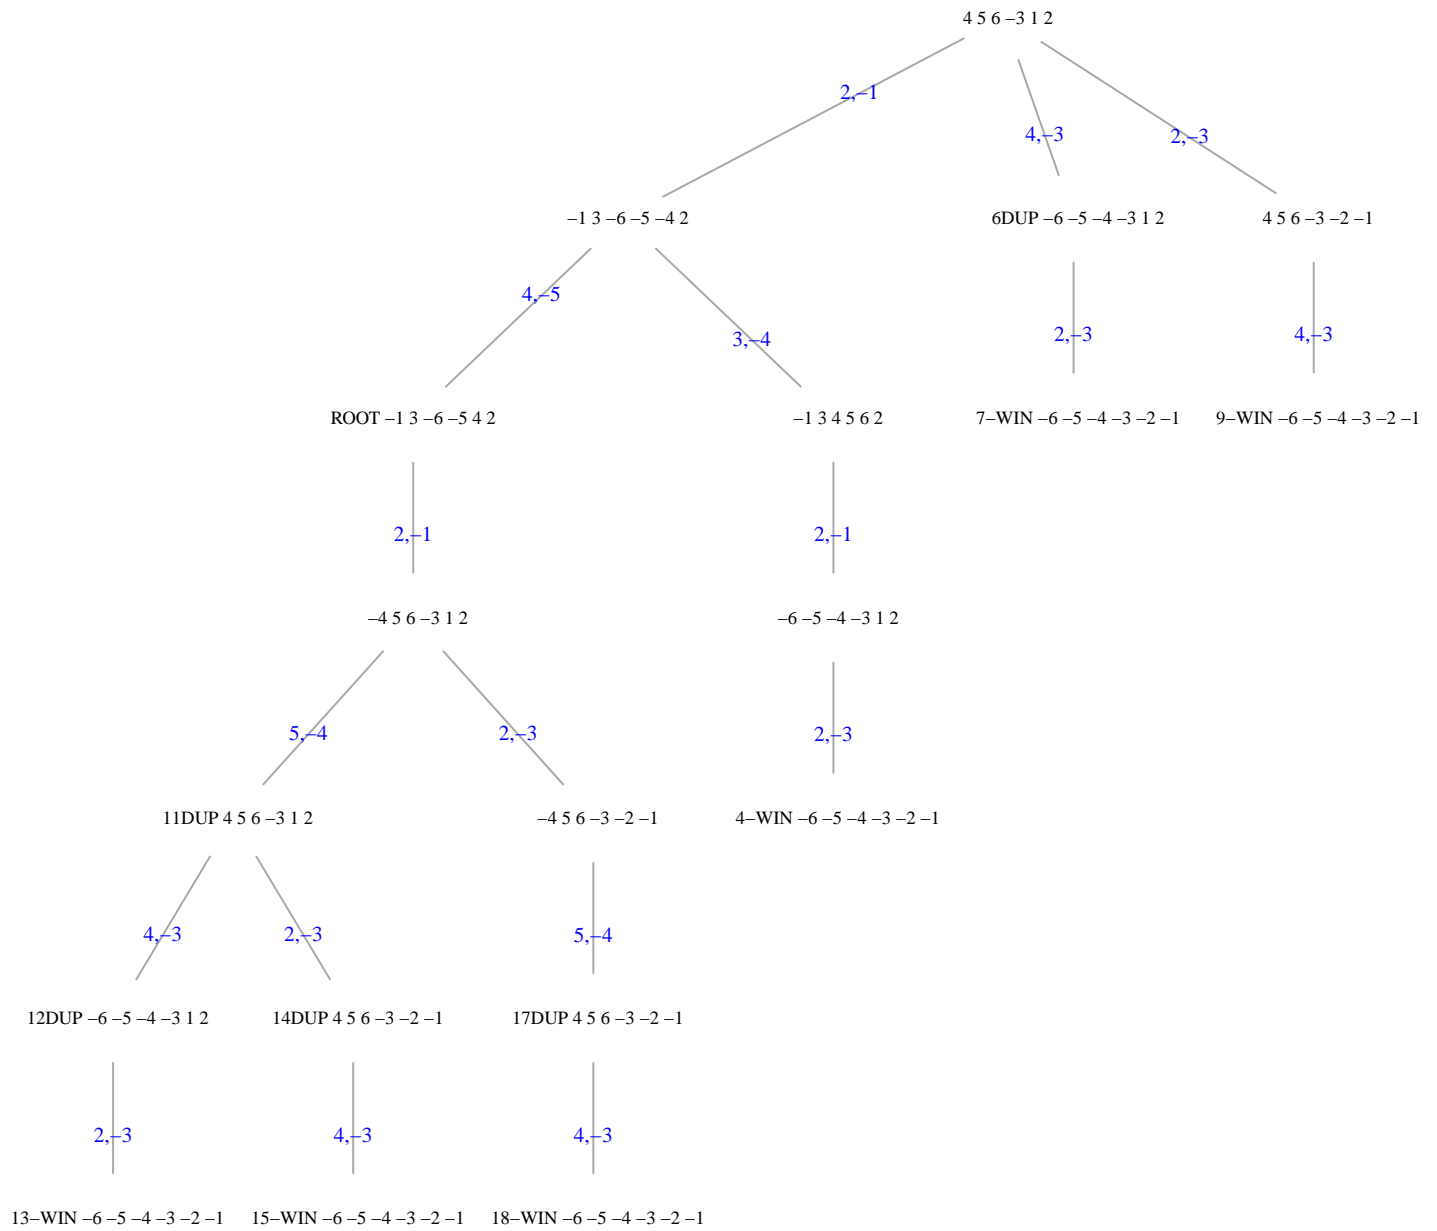 4 5 6 –3 1 2
2,–1
4,–3
2,–3
–1 3 –6 –5 –4 2
6DUP –6 –5 –4 –3 1 2
4 5 6 –3 –2 –1
4,–5
3,–4
2,–3
4,–3
ROOT –1 3 –6 –5 4 2
–1 3 4 5 6 2
7–WIN –6 –5 –4 –3 –2 –1
9–WIN –6 –5 –4 –3 –2 –1
2,–1
2,–1
–4 5 6 –3 1 2
–6 –5 –4 –3 1 2
5,–4
2,–3
2,–3
11DUP 4 5 6 –3 1 2
–4 5 6 –3 –2 –1
4–WIN –6 –5 –4 –3 –2 –1
4,–3
2,–3
5,–4
12DUP –6 –5 –4 –3 1 2
14DUP 4 5 6 –3 –2 –1
17DUP 4 5 6 –3 –2 –1
2,–3
4,–3
4,–3
13–WIN –6 –5 –4 –3 –2 –1
15–WIN –6 –5 –4 –3 –2 –1
18–WIN –6 –5 –4 –3 –2 –1